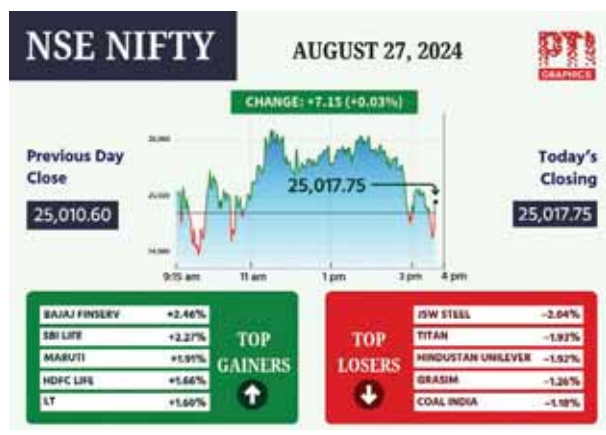 NSE NIFTY
AUGUST 27, 2024
PTI
GRAPHICS
CHANGE: +7.15 (+0.03%)
Previous Day
Close
25,010.60
25,017.75
Today's
Closing
25,017.75
9:15 am 11 am 1 pm 3 pm 4 pm
BAJAJ FINSERV +2.46%
SBI LIFE +2.27%
MARUTI +1.91%
HDFC LIFE +1.66%
LT +1.60%
TOP
GAINERS
TOP
LOSERS
JSW STEEL -2.04%
TITAN -1.93%
HINDUSTAN UNILEVER -1.92%
GRASIM -1.26%
COAL INDIA -1.18%